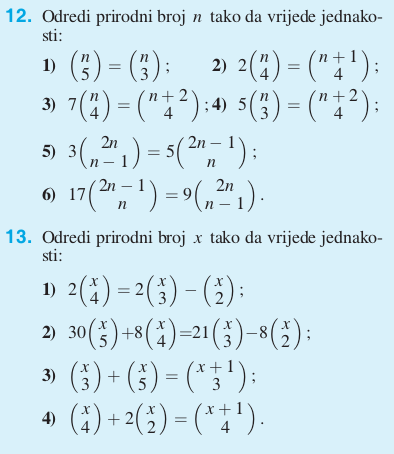 12. Odredi prirodni broj n tako da vrijede jednako-
sti:
1) \binom{n}{5} = \binom{n}{3}; 2) 2\binom{n}{4} = \binom{n+1}{4};
3) 7\binom{n}{4} = \binom{n+2}{4}; 4) 5\binom{n}{3} = \binom{n+2}{4};
5) 3\binom{2n}{n-1} = 5\binom{2n-1}{n};
6) 17\binom{2n-1}{n} = 9\binom{2n}{n-1}.
13. Odredi prirodni broj x tako da vrijede jednako-
sti:
1) 2\binom{x}{4} = 2\binom{x}{3} - \binom{x}{2};
2) 30\binom{x}{5}+8\binom{x}{4}=21\binom{x}{3}-8\binom{x}{2};
3) \binom{x}{3} + \binom{x}{5} = \binom{x+1}{3};
4) \binom{x}{4} + 2\binom{x}{2} = \binom{x+1}{4}.